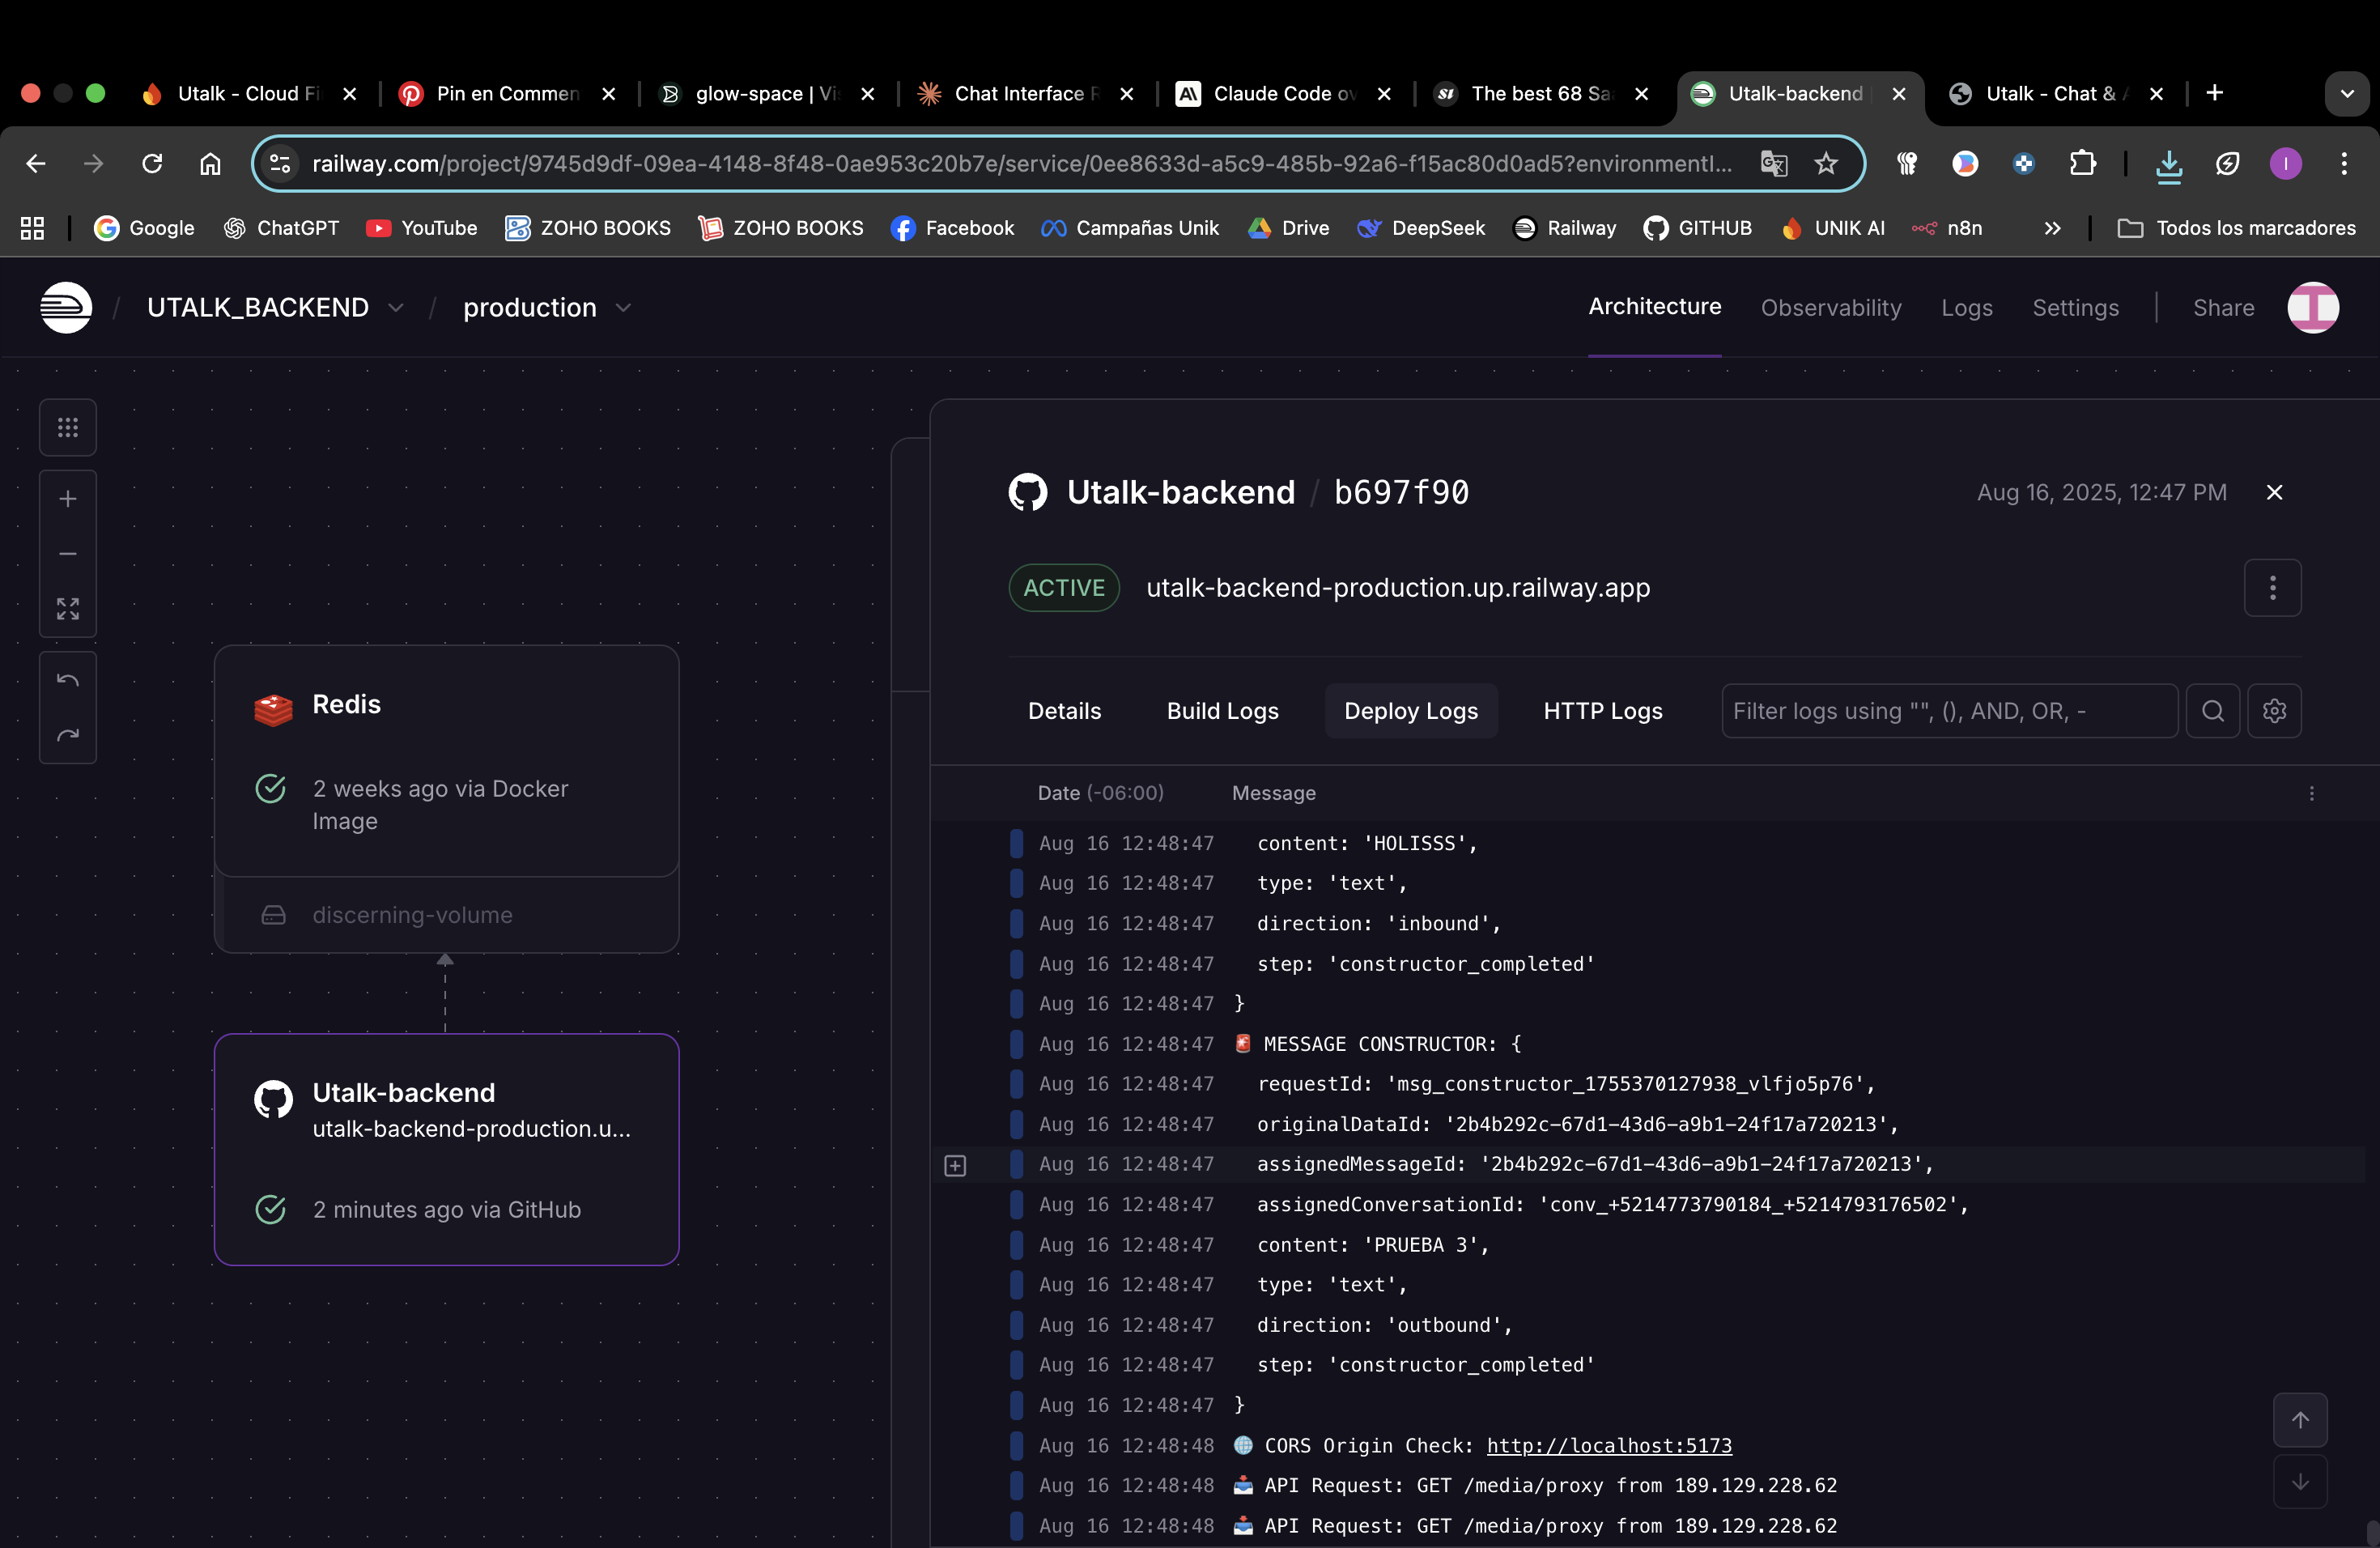 Utalk - Cloud Fi
Pin en Commen
glow-space | Vis
Chat Interface R
Claude Code ov
The best 68 Saa
Utalk-backend
Utalk - Chat & A
railway.com/project/9745d9df-09ea-4148-8f48-0ae953c20b7e/service/0ee8633d-a5c9-485b-92a6-f15ac80d0ad5?environmentI...
I
Google
ChatGPT
YouTube
ZOHO BOOKS
ZOHO BOOKS
Facebook
Campañas Unik
Drive
DeepSeek
Railway
GITHUB
UNIK AI
n8n
Todos los marcadores
/ UTALK_BACKEND / production
Architecture
Observability
Logs
Settings
Share
Utalk-backend / b697f90
Aug 16, 2025, 12:47 PM
ACTIVE
utalk-backend-production.up.railway.app
Redis
2 weeks ago via Docker
Image
discerning-volume
Utalk-backend
utalk-backend-production.u...
2 minutes ago via GitHub
Details
Build Logs
Deploy Logs
HTTP Logs
Filter logs using "", (), AND, OR, -
Date (-06:00) Message
Aug 16 12:48:47 content: 'HOLISSS',
Aug 16 12:48:47 type: 'text',
Aug 16 12:48:47 direction: 'inbound',
Aug 16 12:48:47 step: 'constructor_completed'
Aug 16 12:48:47 }
Aug 16 12:48:47 🚨 MESSAGE CONSTRUCTOR: {
Aug 16 12:48:47 requestId: 'msg_constructor_1755370127938_vlfjo5p76',
Aug 16 12:48:47 originalDataId: '2b4b292c-67d1-43d6-a9b1-24f17a720213',
Aug 16 12:48:47 assignedMessageId: '2b4b292c-67d1-43d6-a9b1-24f17a720213',
Aug 16 12:48:47 assignedConversationId: 'conv_+5214773790184_+5214793176502',
Aug 16 12:48:47 content: 'PRUEBA 3',
Aug 16 12:48:47 type: 'text',
Aug 16 12:48:47 direction: 'outbound',
Aug 16 12:48:47 step: 'constructor_completed'
Aug 16 12:48:47 }
Aug 16 12:48:48 🌐 CORS Origin Check: http://localhost:5173
Aug 16 12:48:48 📥 API Request: GET /media/proxy from 189.129.228.62
Aug 16 12:48:48 📥 API Request: GET /media/proxy from 189.129.228.62